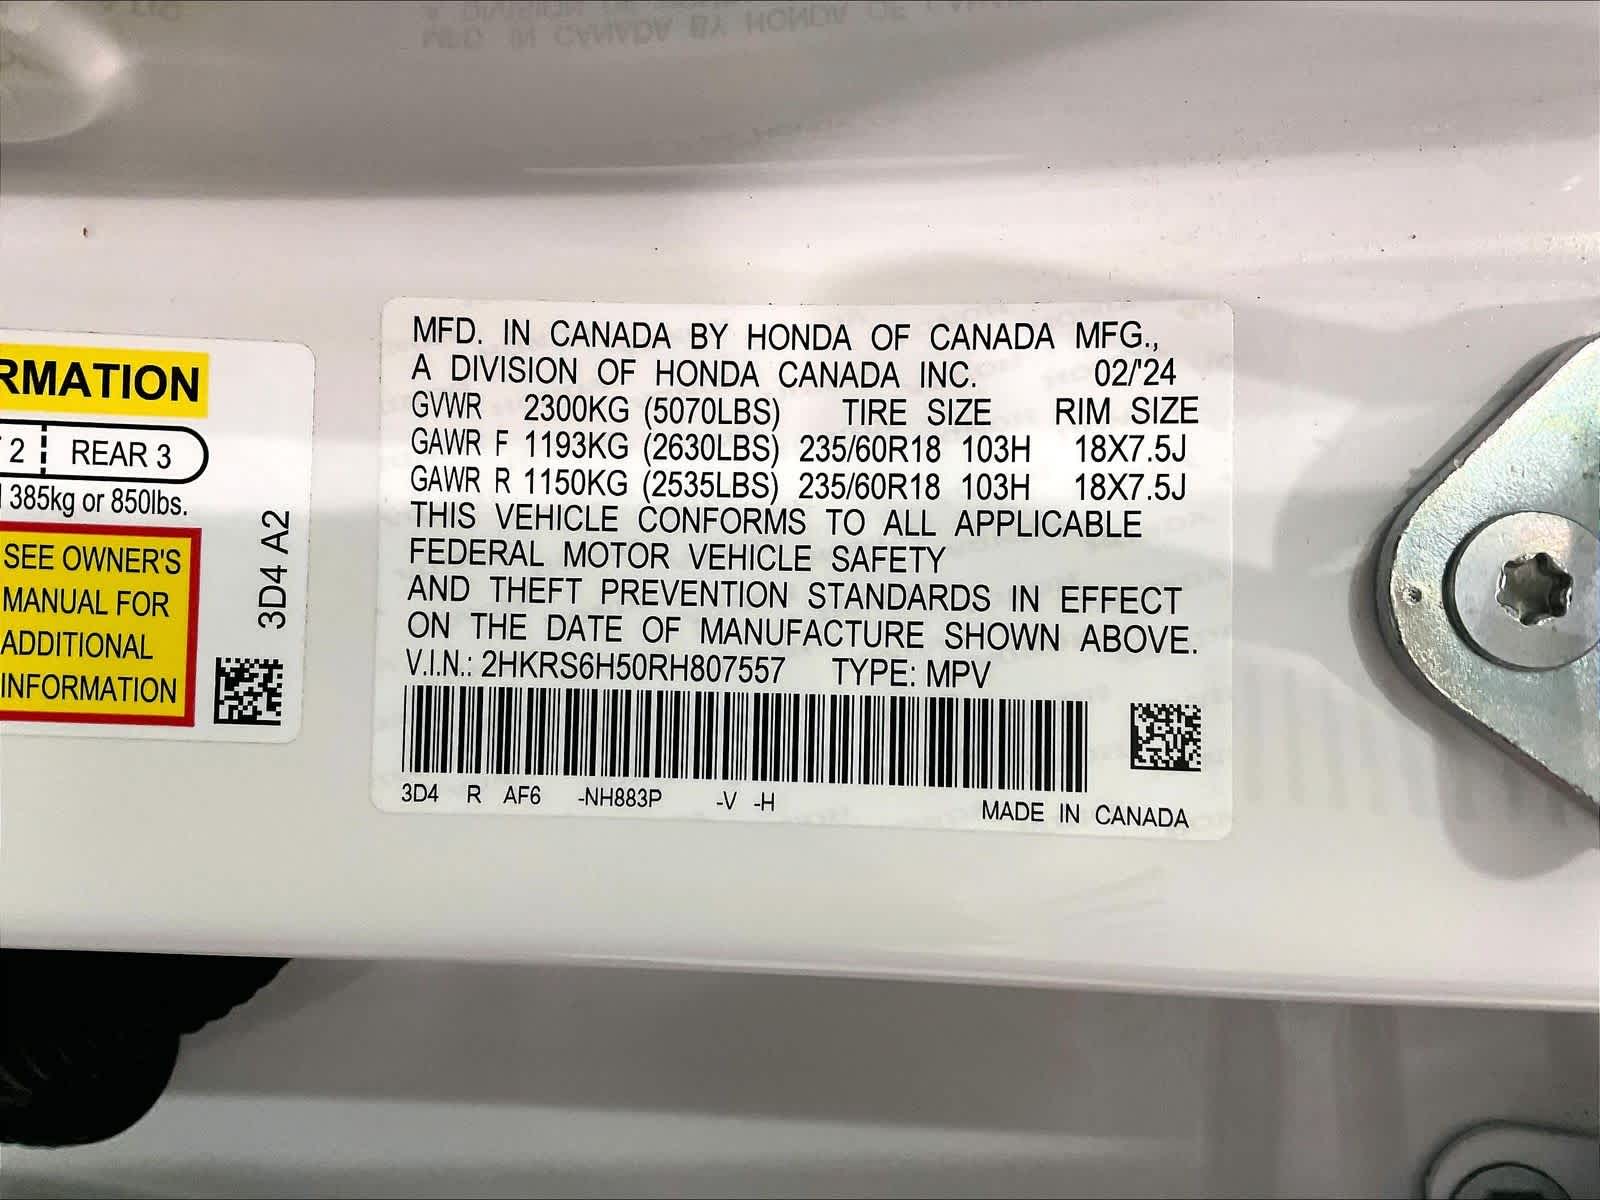 RMATION
2 REAR 3
385kg or 850lbs.
SEE OWNER'S
MANUAL FOR
ADDITIONAL
INFORMATION
3D4 A2
MFD. IN CANADA BY HONDA OF CANADA MFG.,
A DIVISION OF HONDA CANADA INC. 02/'24
GVWR 2300KG (5070LBS) TIRE SIZE RIM SIZE
GAWR F 1193KG (2630LBS) 235/60R18 103H 18X7.5J
GAWR R 1150KG (2535LBS) 235/60R18 103H 18X7.5J
THIS VEHICLE CONFORMS TO ALL APPLICABLE
FEDERAL MOTOR VEHICLE SAFETY
AND THEFT PREVENTION STANDARDS IN EFFECT
ON THE DATE OF MANUFACTURE SHOWN ABOVE.
V.I.N.: 2HKRS6H50RH807557 TYPE: MPV
3D4 R AF6 -NH883P -V -H
MADE IN CANADA